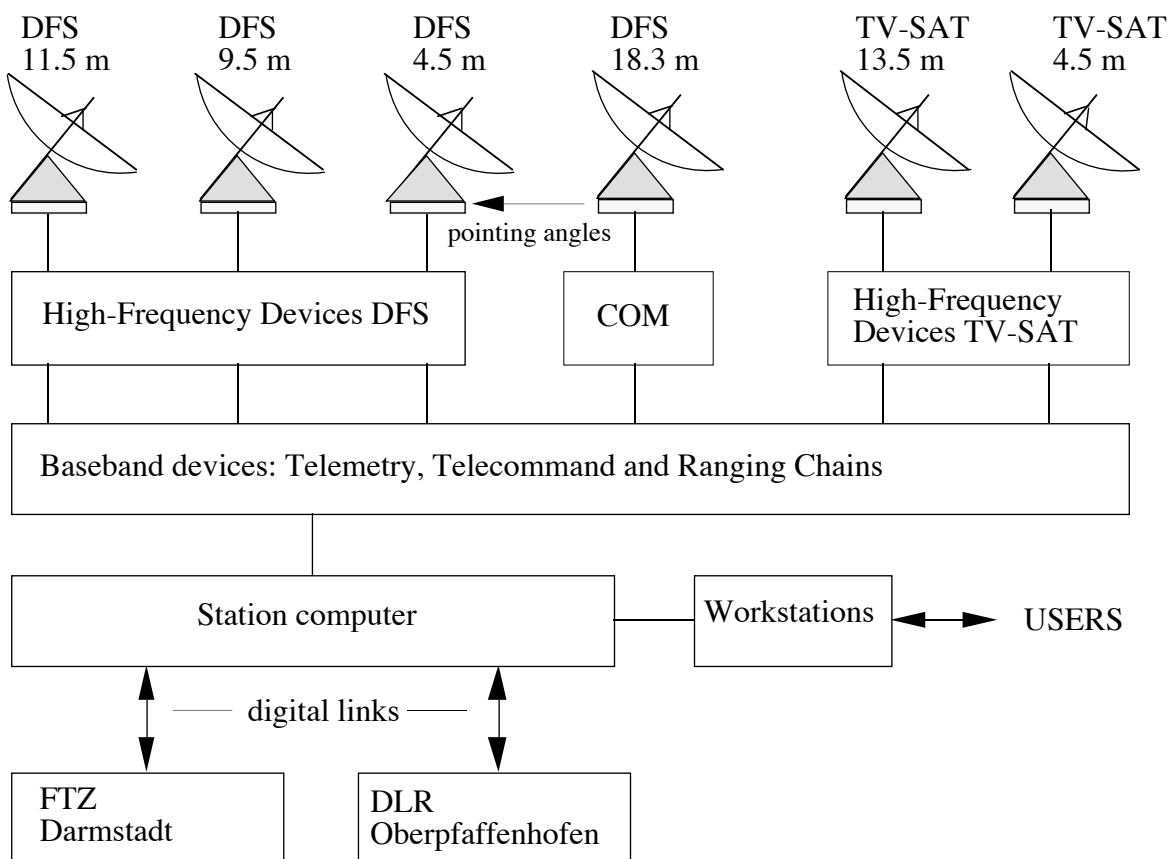 DFS
11.5 m
DFS
9.5 m
DFS
4.5 m
DFS
18.3 m
TV-SAT
13.5 m
TV-SAT
4.5 m
pointing angles
High-Frequency Devices DFS
COM
High-Frequency
Devices TV-SAT
Baseband devices: Telemetry, Telecommand and Ranging Chains
Station computer
Workstations
USERS
digital links
FTZ
Darmstadt
DLR
Oberpfaffenhofen